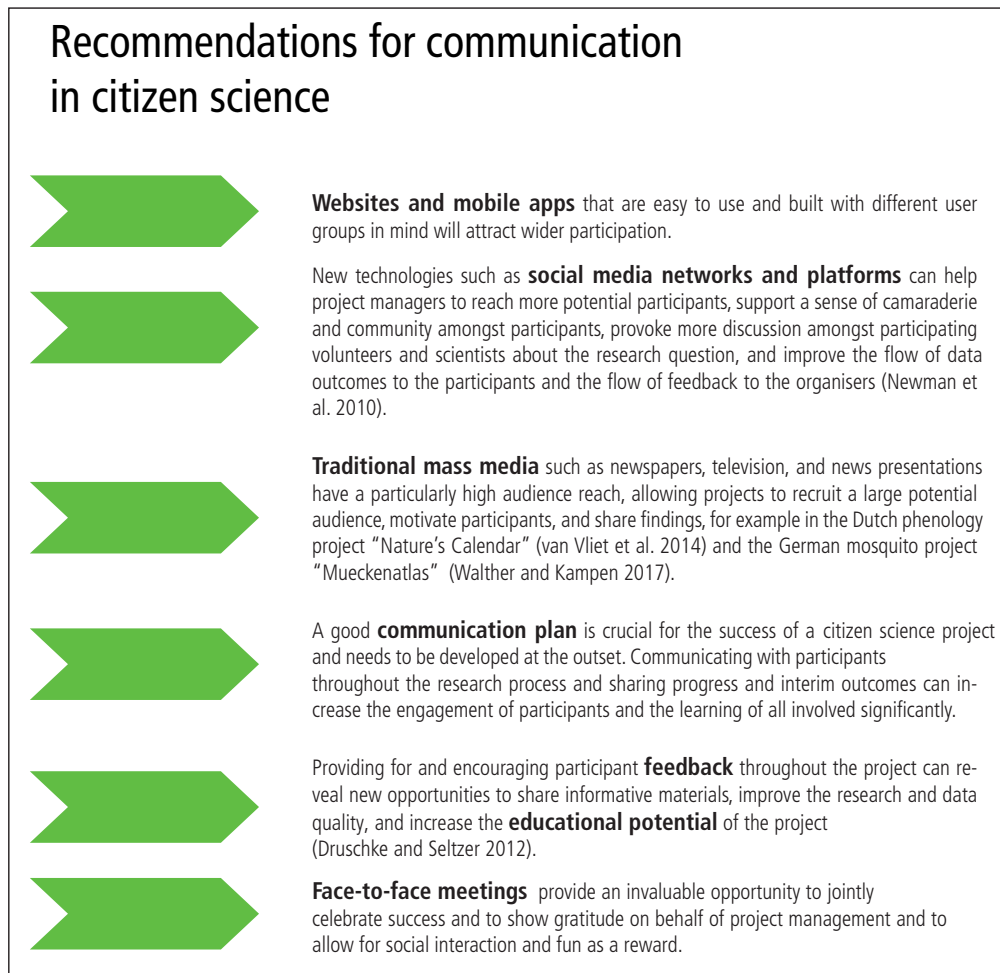 Recommendations for communication
in citizen science
Websites and mobile apps that are easy to use and built with different user
groups in mind will attract wider participation.
New technologies such as social media networks and platforms can help
project managers to reach more potential participants, support a sense of camaraderie
and community amongst participants, provoke more discussion amongst participating
volunteers and scientists about the research question, and improve the flow of data
outcomes to the participants and the flow of feedback to the organisers (Newman et
al. 2010).
Traditional mass media such as newspapers, television, and news presentations
have a particularly high audience reach, allowing projects to recruit a large potential
audience, motivate participants, and share findings, for example in the Dutch phenology
project “Nature’s Calendar” (van Vliet et al. 2014) and the German mosquito project
“Mueckenatlas” (Walther and Kampen 2017).
A good communication plan is crucial for the success of a citizen science project
and needs to be developed at the outset. Communicating with participants
throughout the research process and sharing progress and interim outcomes can in-
crease the engagement of participants and the learning of all involved significantly.
Providing for and encouraging participant feedback throughout the project can re-
veal new opportunities to share informative materials, improve the research and data
quality, and increase the educational potential of the project
(Druschke and Seltzer 2012).
Face-to-face meetings provide an invaluable opportunity to jointly
celebrate success and to show gratitude on behalf of project management and to
allow for social interaction and fun as a reward.